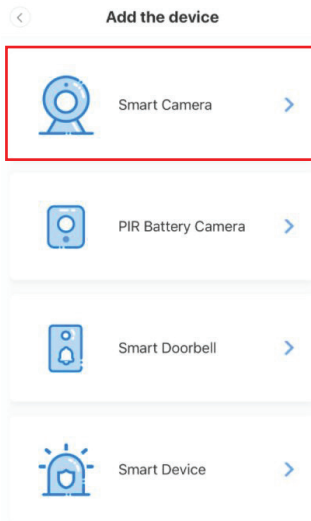 Add the device
Smart Camera
PIR Battery Camera
Smart Doorbell
Smart Device